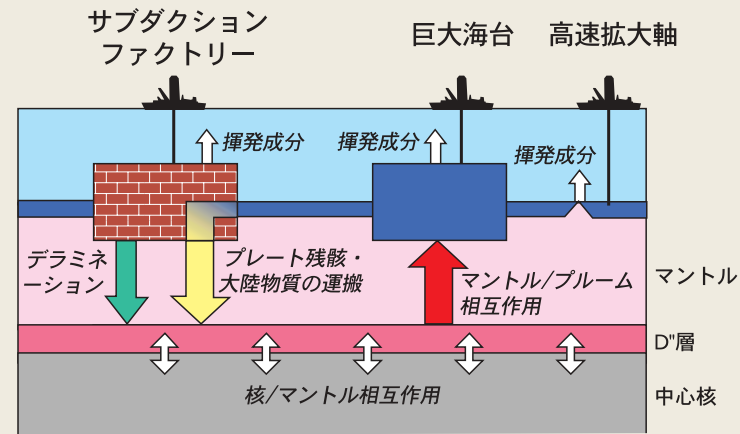 サブダクション
ファクトリー
巨大海台
高速拡大軸
揮発成分
揮発成分
揮発成分
デラミネ
ーション
プレート残骸・
大陸物質の運搬
マントル/プルーム
相互作用
マントル
D"層
核/マントル相互作用
中心核